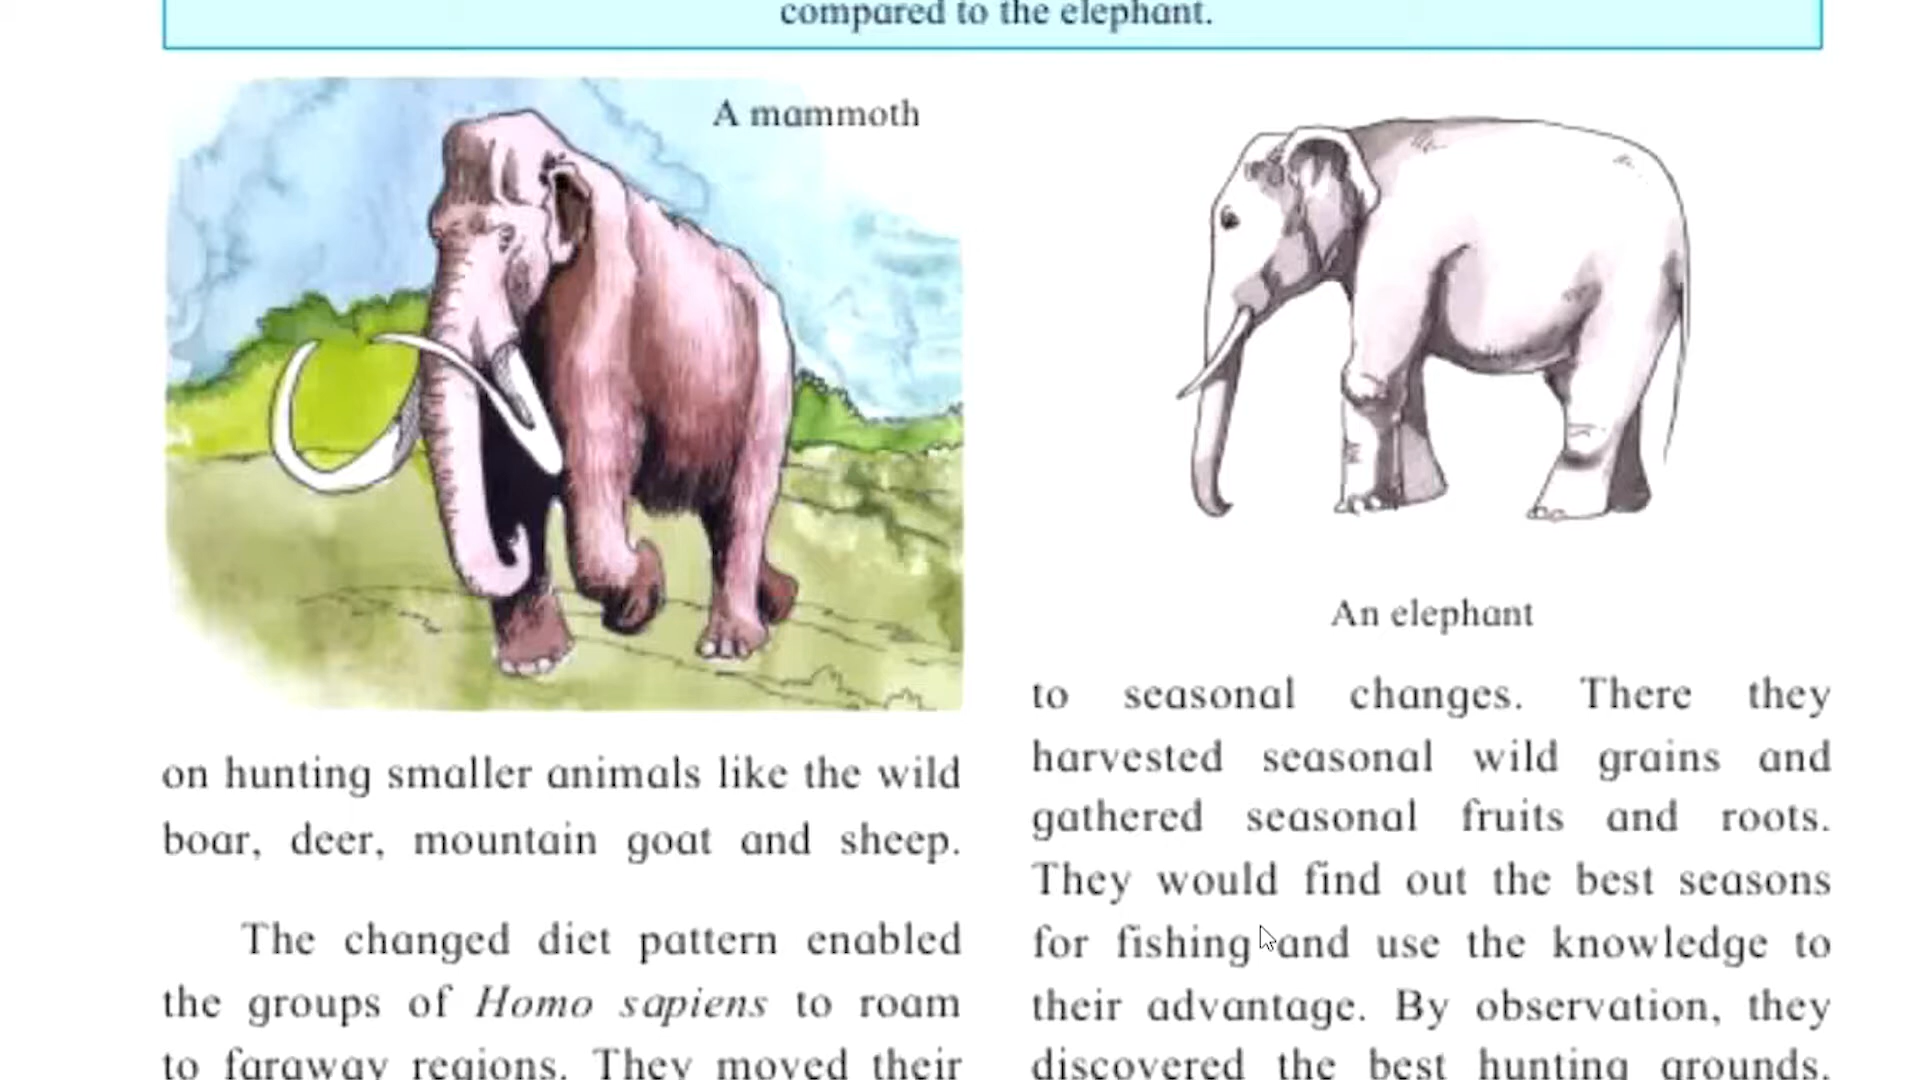 compared to the elephant.
A mammoth
on hunting smaller animals like the wild
boar, deer, mountain goat and sheep.
The changed diet pattern enabled
the groups of Homo sapiens to roam
to faraway regions. They moved their
An elephant
to seasonal changes. There they
harvested seasonal wild grains and
gathered seasonal fruits and roots.
They would find out the best seasons
for fishing and use the knowledge to
their advantage. By observation, they
discovered the best hunting grounds.